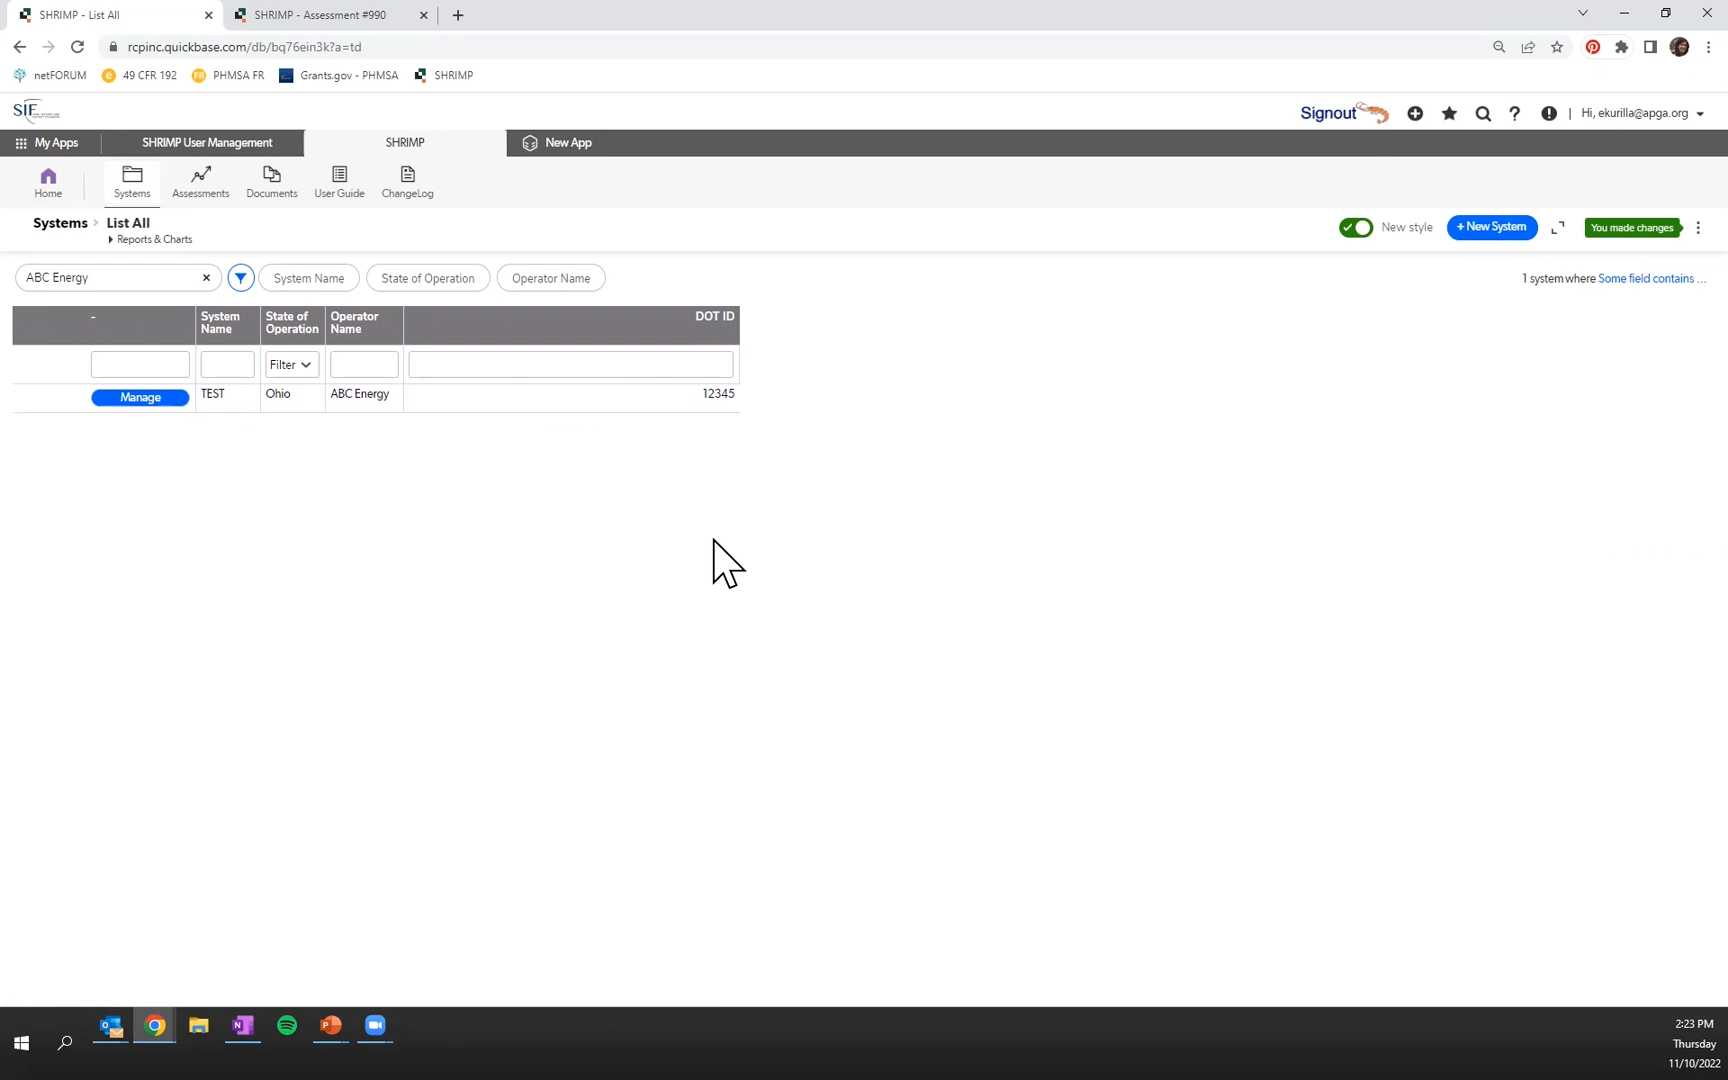 SHRIMP - List All
SHRIMP - Assessment #990
rcpinc.quickbase.com/db/bq76ein3k?a=td
netFORUM
49 CFR 192
PHMSA FR
Grants.gov - PHMSA
SHRIMP
SIF
Signout
Hi, ekurilla@apga.org
My Apps
SHRIMP User Management
SHRIMP
New App
Home
Systems
Assessments
Documents
User Guide
ChangeLog
Systems > List All
Reports & Charts
New style
+ New System
You made changes
ABC Energy
System Name
State of Operation
Operator Name
1 system where Some field contains ...
-
System Name
State of Operation
Operator Name
DOT ID
Filter
Manage
TEST
Ohio
ABC Energy
12345
2:23 PM
Thursday
11/10/2022